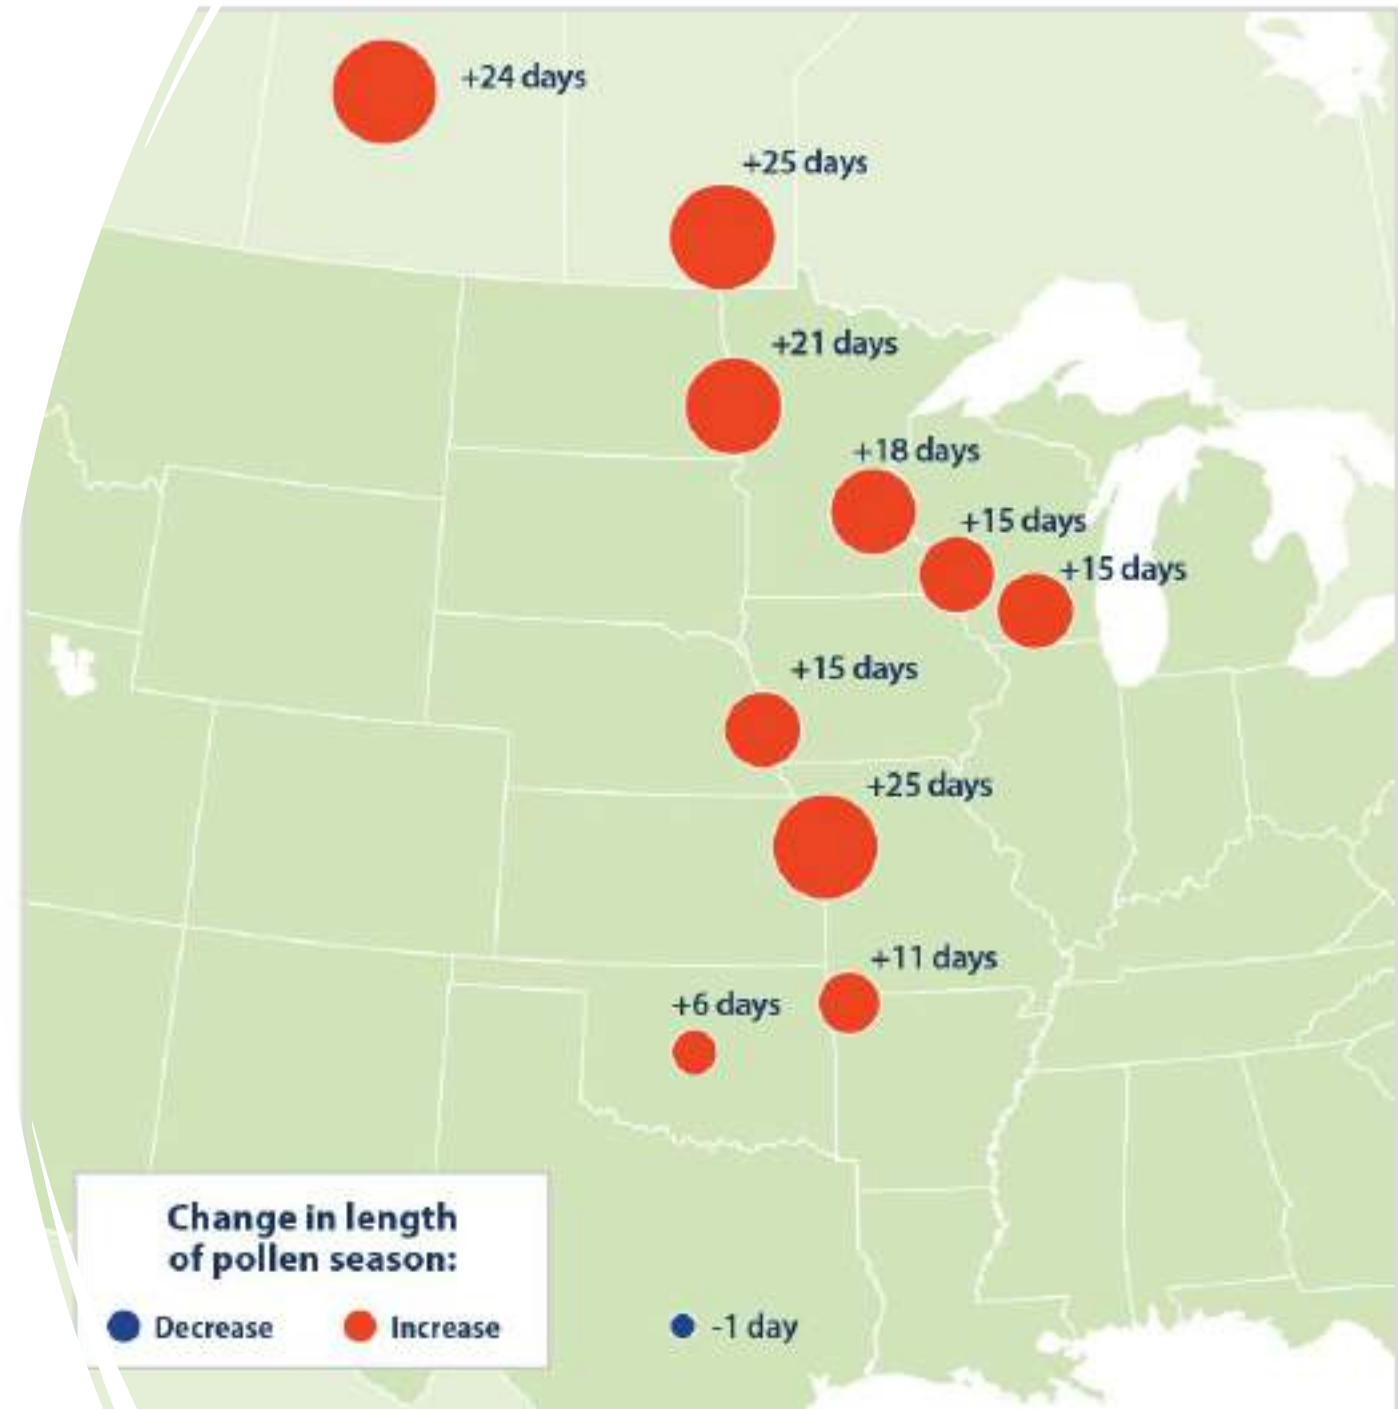 +24 days
+25 days
+21 days
+18 days
+15 days
+15 days
+15 days
+25 days
+11 days
+6 days
Change in length
of pollen season:
Decrease
Increase
-1 day